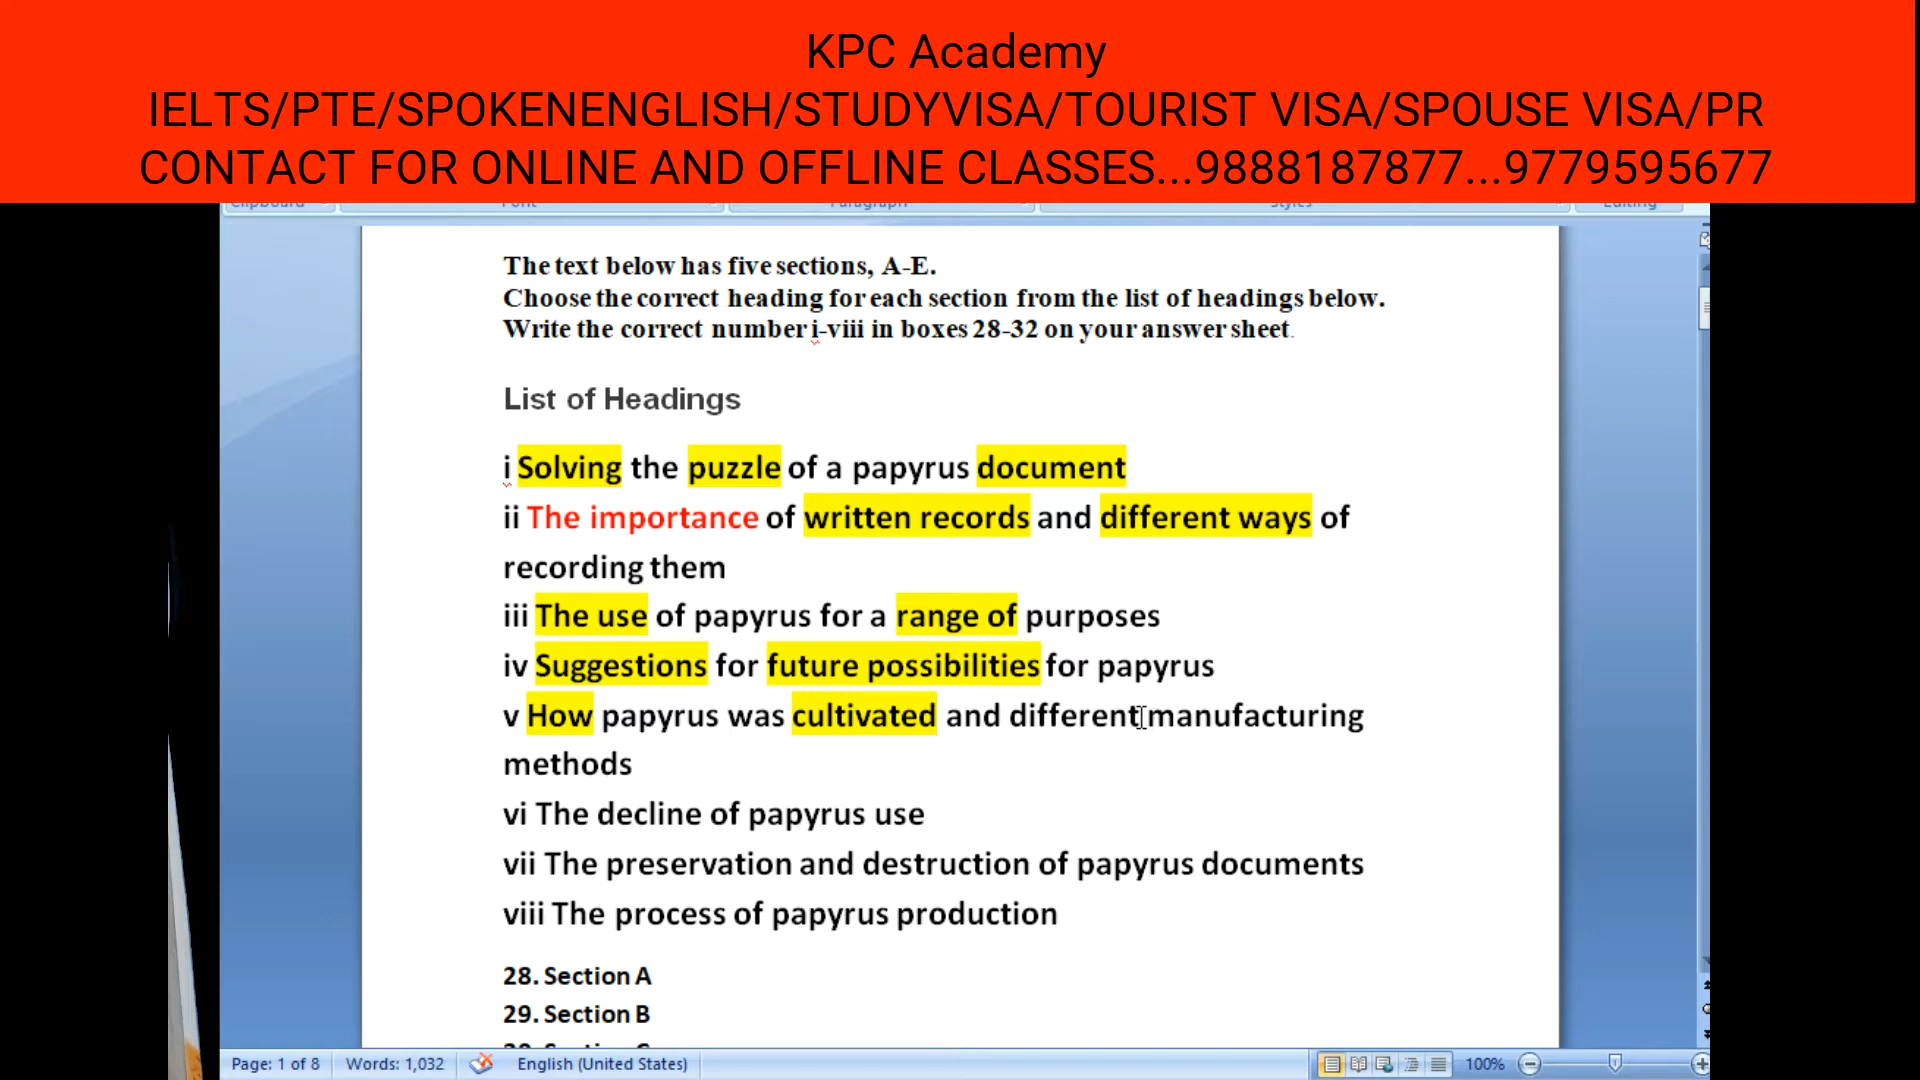 KPC Academy
IELTS/PTE/SPOKENENGLISH/STUDYVISA/TOURIST VISA/SPOUSE VISA/PR
CONTACT FOR ONLINE AND OFFLINE CLASSES...9888187877...9779595677
Clipboard Font Paragraph Styles Editing
The text below has five sections, A-E.
Choose the correct heading for each section from the list of headings below.
Write the correct number i-viii in boxes 28-32 on your answer sheet.
List of Headings
i Solving the puzzle of a papyrus document
ii The importance of written records and different ways of
recording them
iii The use of papyrus for a range of purposes
iv Suggestions for future possibilities for papyrus
v How papyrus was cultivated and different manufacturing
methods
vi The decline of papyrus use
vii The preservation and destruction of papyrus documents
viii The process of papyrus production
28. Section A
29. Section B
Page: 1 of 8 Words: 1,032 English (United States) 100%